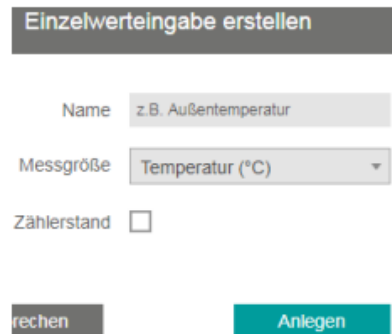 Einzelwerteingabe erstellen
Name z.B. Außentemperatur
Messgröße Temperatur (°C)
Zählerstand
rechen Anlegen